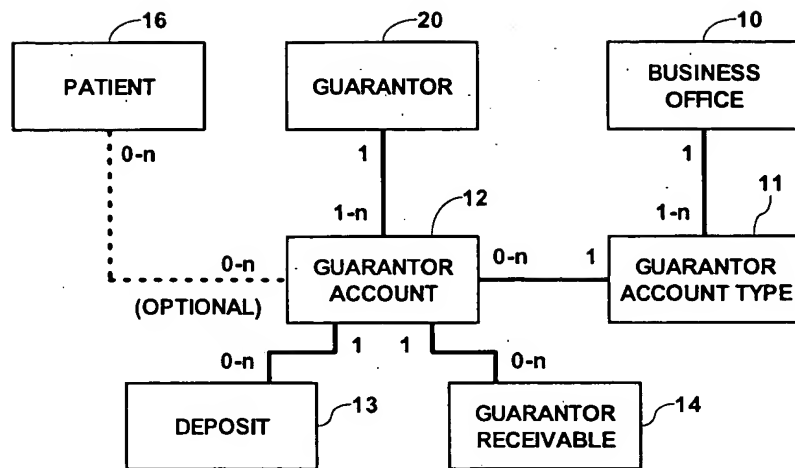 16
20
10
PATIENT
GUARANTOR
BUSINESS
OFFICE
0-n
1
1
11
1-n
12
1-n
0-n
GUARANTOR
ACCOUNT
0-n
1
GUARANTOR
ACCOUNT TYPE
(OPTIONAL)
0-n
1
1
0-n
DEPOSIT
13
GUARANTOR
RECEIVABLE
14